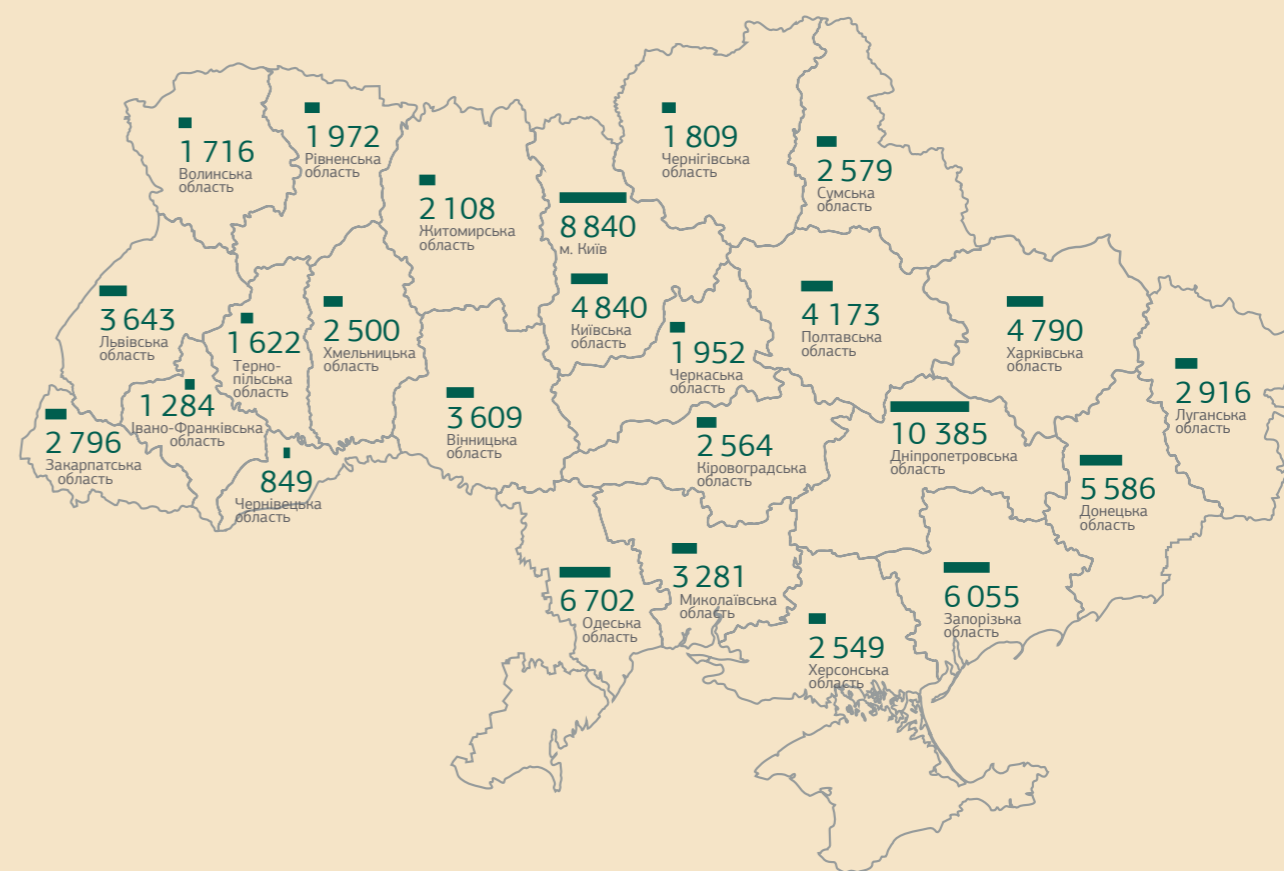 1 716
Волинська
область
1 972
Рівненська
область
2 108
Житомирська
область
8 840
м. Київ
1 809
Чернігівська
область
2 579
Сумська
область
3 643
Львівська
область
1 622
Терно-
пільська
область
2 500
Хмельницька
область
4 840
Київська
область
1 952
Черкаська
область
4 173
Полтавська
область
4 790
Харківська
область
2 916
Луганська
область
2 796
Закарпатська
область
1 284
Івано-Франківська
область
849
Чернівецька
область
3 609
Вінницька
область
2 564
Кіровоградська
область
10 385
Дніпропетровська
область
5 586
Донецька
область
6 702
Одеська
область
3 281
Миколаївська
область
2 549
Херсонська
область
6 055
Запорізька
область